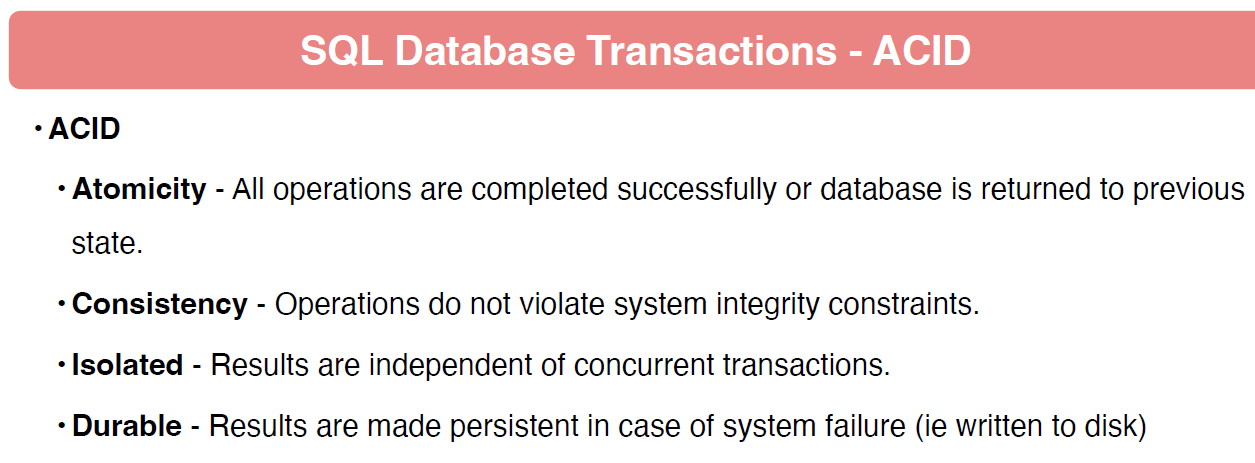 SQL Database Transactions - ACID
• ACID
• Atomicity - All operations are completed successfully or database is returned to previous
state.
• Consistency - Operations do not violate system integrity constraints.
• Isolated - Results are independent of concurrent transactions.
• Durable - Results are made persistent in case of system failure (ie written to disk)